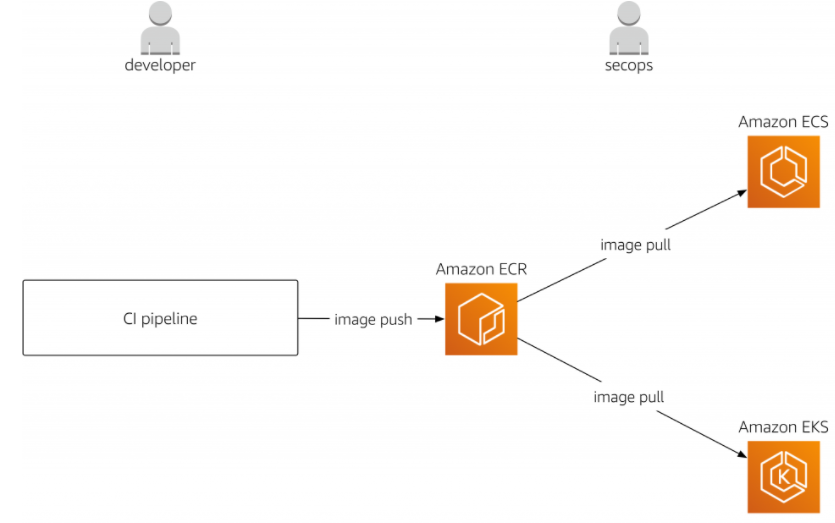 developer
secops
Amazon ECS
image pull
Amazon ECR
CI pipeline
image push
image pull
Amazon EKS
K